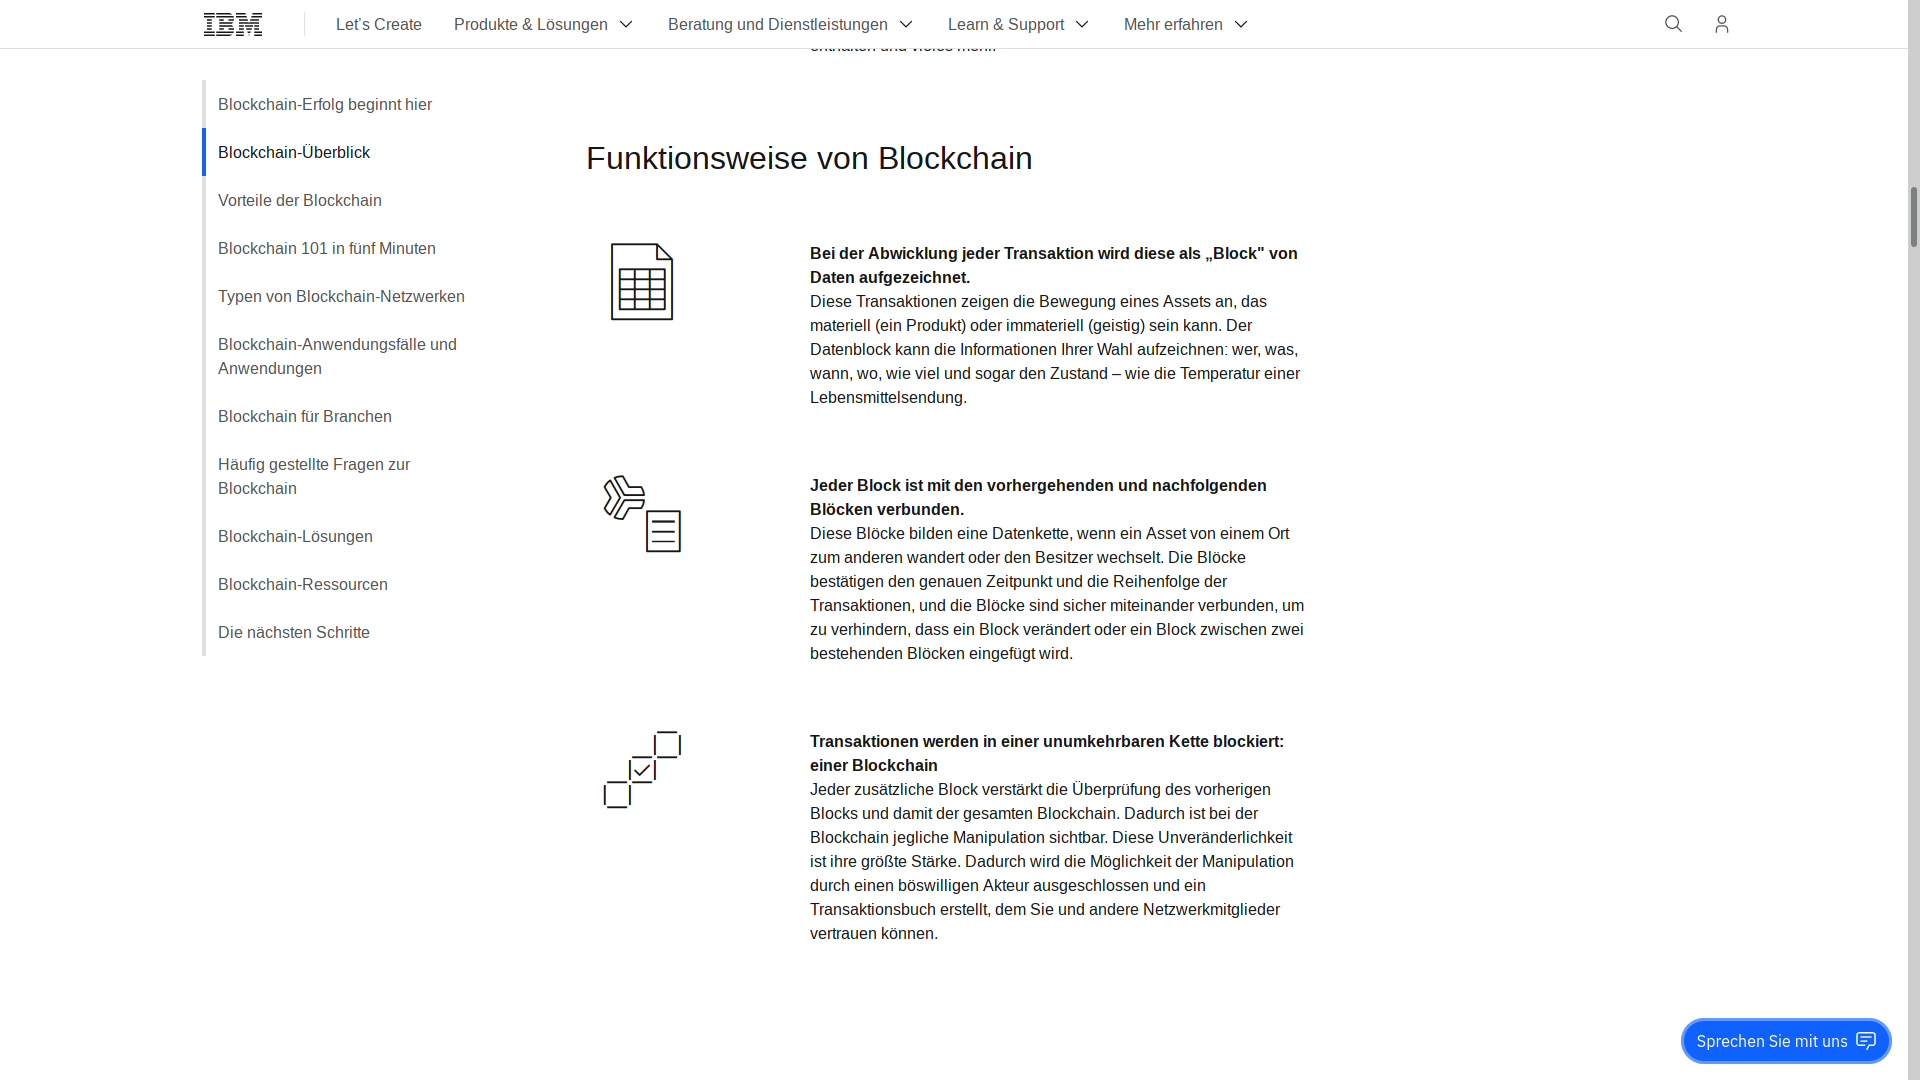 IBM
Let’s Create
Produkte & Lösungen
Beratung und Dienstleistungen
Learn & Support
Mehr erfahren
enthalten und vieles mehr.
Blockchain-Erfolg beginnt hier
Blockchain-Überblick
Vorteile der Blockchain
Blockchain 101 in fünf Minuten
Typen von Blockchain-Netzwerken
Blockchain-Anwendungsfälle und
Anwendungen
Blockchain für Branchen
Häufig gestellte Fragen zur
Blockchain
Blockchain-Lösungen
Blockchain-Ressourcen
Die nächsten Schritte
Funktionsweise von Blockchain
Bei der Abwicklung jeder Transaktion wird diese als „Block" von
Daten aufgezeichnet.
Diese Transaktionen zeigen die Bewegung eines Assets an, das
materiell (ein Produkt) oder immateriell (geistig) sein kann. Der
Datenblock kann die Informationen Ihrer Wahl aufzeichnen: wer, was,
wann, wo, wie viel und sogar den Zustand – wie die Temperatur einer
Lebensmittelsendung.
Jeder Block ist mit den vorhergehenden und nachfolgenden
Blöcken verbunden.
Diese Blöcke bilden eine Datenkette, wenn ein Asset von einem Ort
zum anderen wandert oder den Besitzer wechselt. Die Blöcke
bestätigen den genauen Zeitpunkt und die Reihenfolge der
Transaktionen, und die Blöcke sind sicher miteinander verbunden, um
zu verhindern, dass ein Block verändert oder ein Block zwischen zwei
bestehenden Blöcken eingefügt wird.
Transaktionen werden in einer unumkehrbaren Kette blockiert:
einer Blockchain
Jeder zusätzliche Block verstärkt die Überprüfung des vorherigen
Blocks und damit der gesamten Blockchain. Dadurch ist bei der
Blockchain jegliche Manipulation sichtbar. Diese Unveränderlichkeit
ist ihre größte Stärke. Dadurch wird die Möglichkeit der Manipulation
durch einen böswilligen Akteur ausgeschlossen und ein
Transaktionsbuch erstellt, dem Sie und andere Netzwerkmitglieder
vertrauen können.
Sprechen Sie mit uns